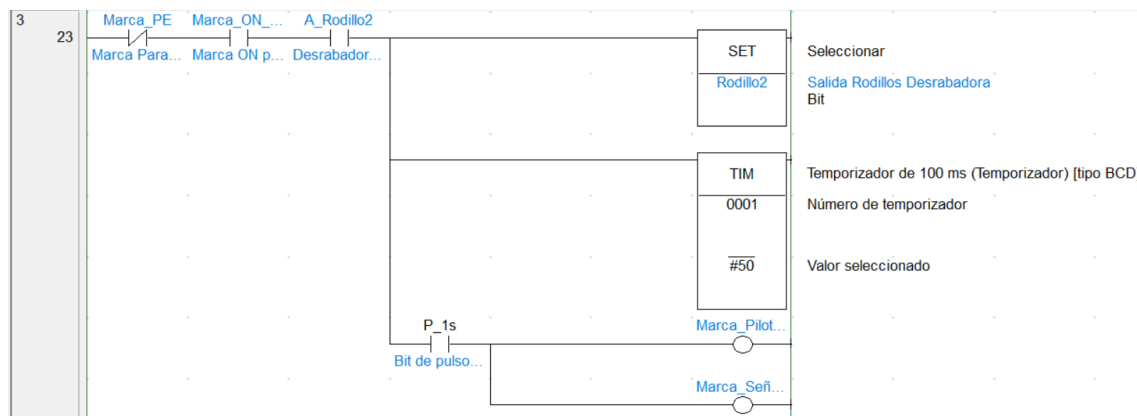 3 Marca_PE Marca_ON_... A_Rodillo2
23
Marca Para... Marca ON p... Desrabador...
SET Seleccionar
Rodillo2 Salida Rodillos Desrabadora
Bit
TIM Temporizador de 100 ms (Temporizador) [tipo BCD]
0001 Número de temporizador
#50 Valor seleccionado
P_1s Marca_Pilot...
Bit de pulso...
Marca_Señ...